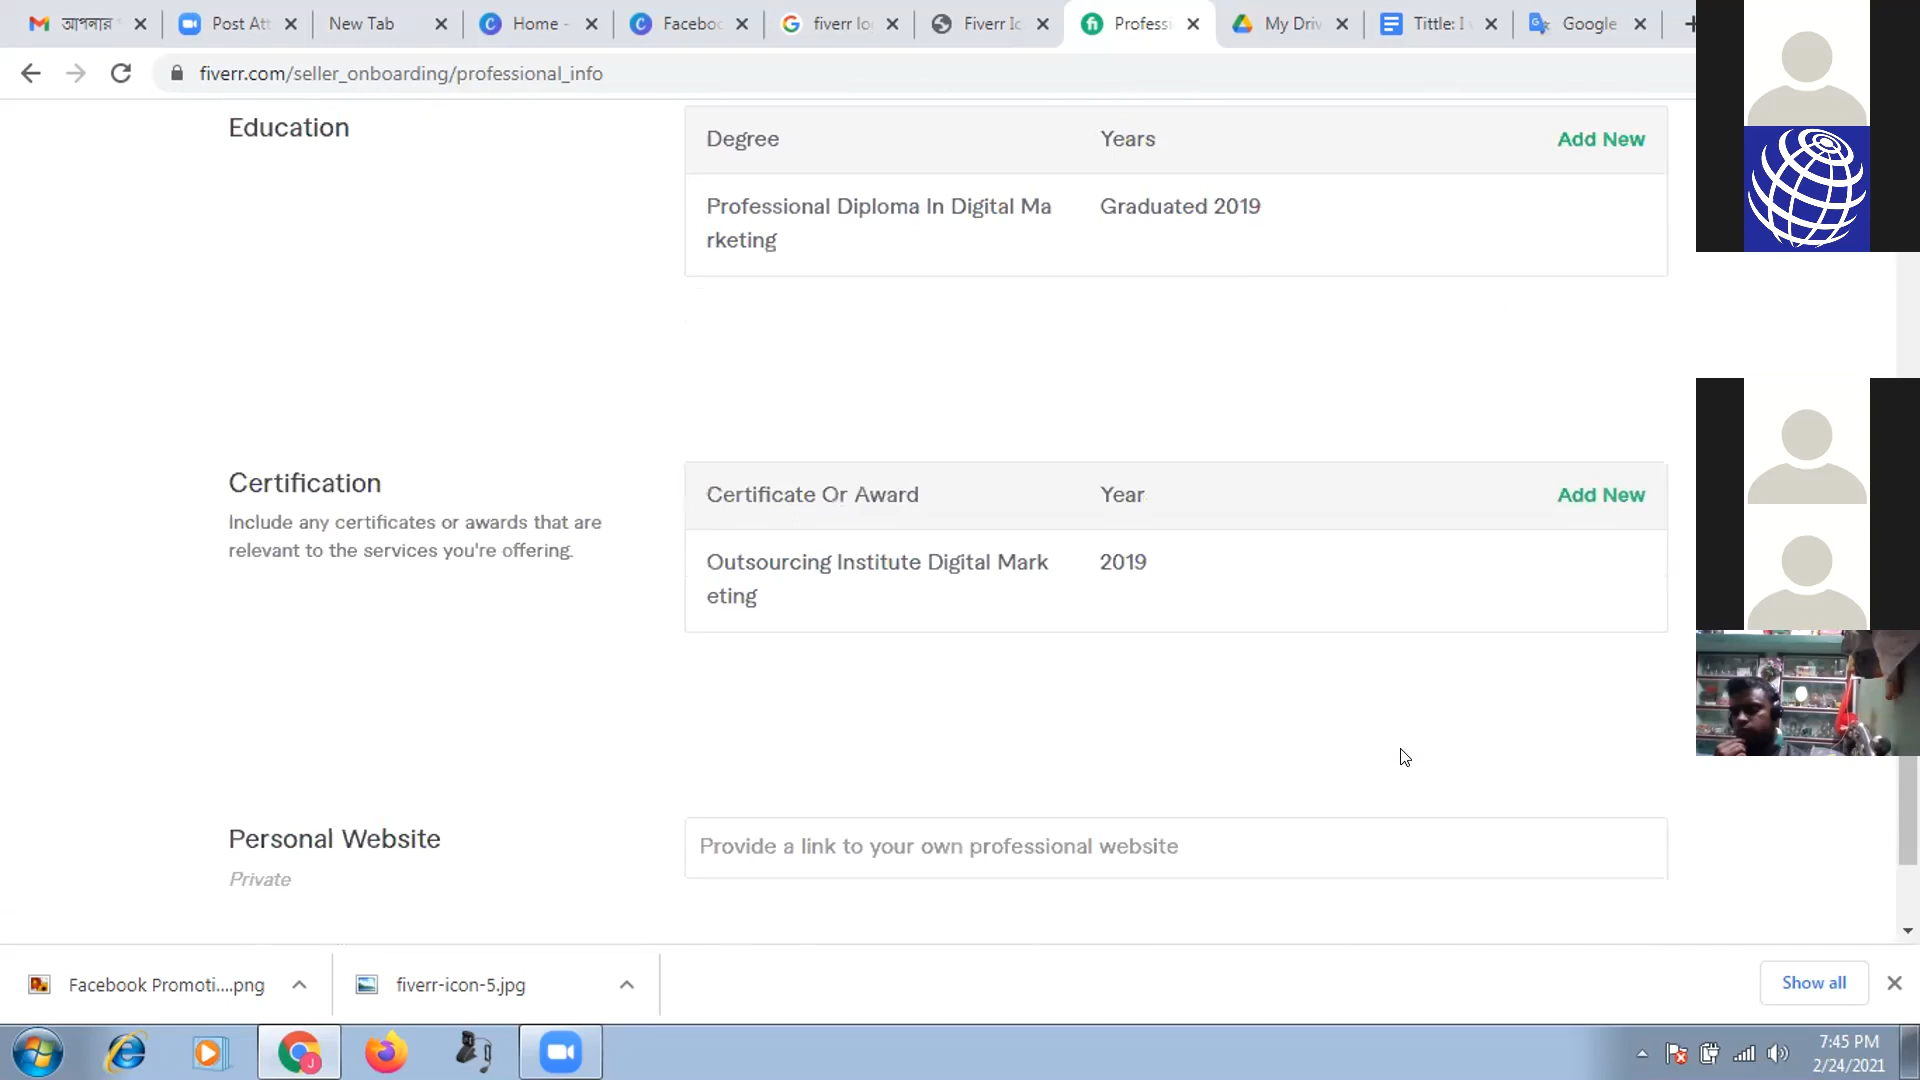 আপনার
Post Att
New Tab
Home -
Faceboo
fiverr lo
Fiverr Ic
Professi
My Driv
Tittle: I
Google
fiverr.com/seller_onboarding/professional_info
Education
Degree
Years
Add New
Professional Diploma In Digital Ma
rketing
Graduated 2019
Certification
Include any certificates or awards that are
relevant to the services you're offering.
Certificate Or Award
Year
Add New
Outsourcing Institute Digital Mark
eting
2019
Personal Website
Private
Provide a link to your own professional website
Facebook Promoti....png
fiverr-icon-5.jpg
Show all
7:45 PM
2/24/2021